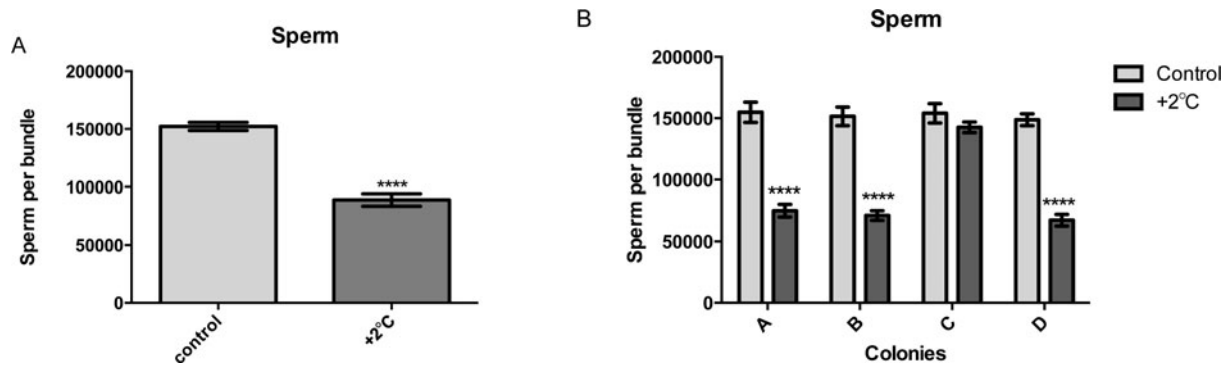 A
Sperm
Sperm per bundle
200000
150000
100000
50000
0
****
control
+2°C
B
Sperm
Sperm per bundle
200000
150000
100000
50000
0
****
****
****
A
B
C
D
Colonies
Control
+2°C